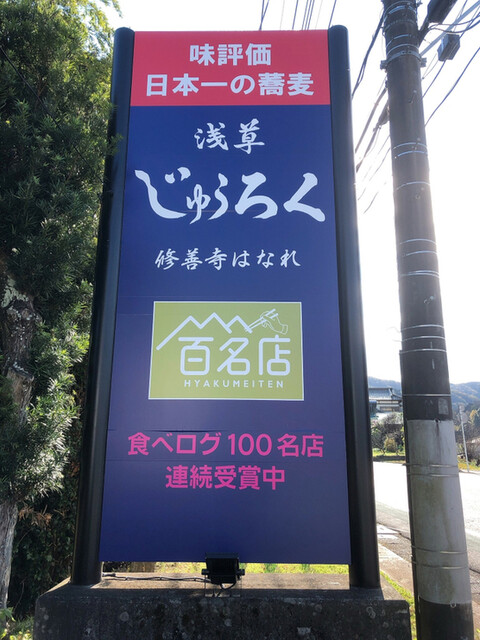 味評価
日本一の蕎麦
浅草
じゅうろく
修善寺はなれ
百名店
HYAKUMEITEN
食べログ100名店
連続受賞中